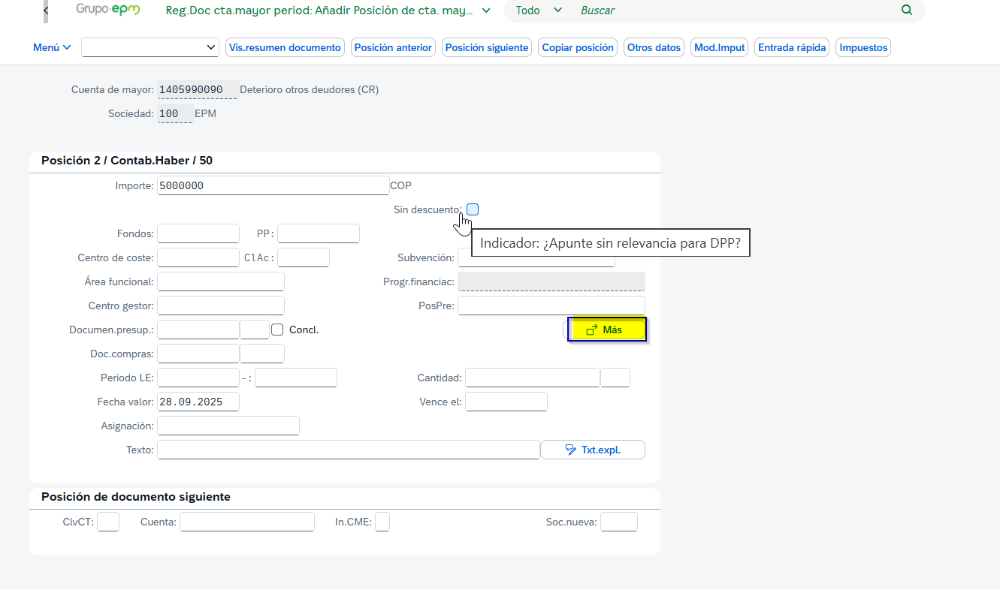 Grupo·epm Reg.Doc cta.mayor period: Añadir Posición de cta. may... Todo Buscar
Menú Vis.resumen documento Posición anterior Posición siguiente Copiar posición Otros datos Mod.Imput Entrada rápida Impuestos
Cuenta de mayor: 1405990090 Deterioro otros deudores (CR)
Sociedad: 100 EPM
Posición 2 / Contab.Haber / 50
Importe: 5000000 COP
Sin descuento:
Indicador: ¿Apunte sin relevancia para DPP?
Fondos: PP:
Centro de coste: ClAc: Subvención:
Área funcional: Progr.financiac:
Centro gestor: PosPre:
Documen.presup.: Concl. Más
Doc.compras:
Periodo LE: - : Cantidad:
Fecha valor: 28.09.2025 Vence el:
Asignación:
Texto: Txt.expl.
Posición de documento siguiente
ClvCT: Cuenta: In.CME: Soc.nueva: